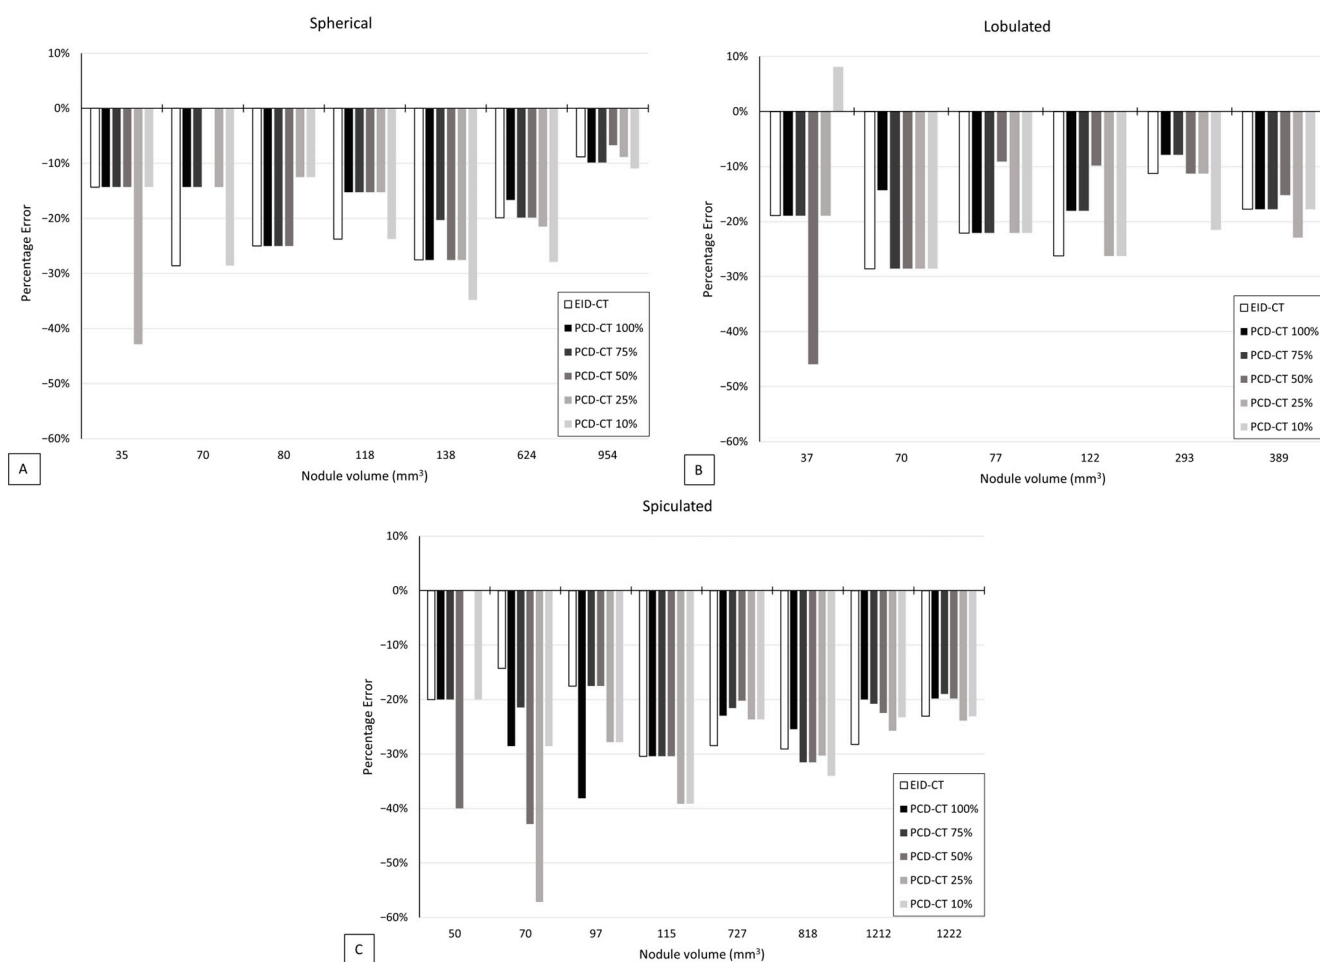 Spherical
10%
0%
−10%
−20%
−30%
−40%
−50%
−60%
Percentage Error
EID-CT
PCD-CT 100%
PCD-CT 75%
PCD-CT 50%
PCD-CT 25%
PCD-CT 10%
35 70 80 118 138 624 954
Nodule volume (mm³)
A
Lobulated
10%
0%
−10%
−20%
−30%
−40%
−50%
−60%
Percentage Error
EID-CT
PCD-CT 100%
PCD-CT 75%
PCD-CT 50%
PCD-CT 25%
PCD-CT 10%
37 70 77 122 293 389
Nodule volume (mm³)
B
Spiculated
10%
0%
−10%
−20%
−30%
−40%
−50%
−60%
Percentage Error
EID-CT
PCD-CT 100%
PCD-CT 75%
PCD-CT 50%
PCD-CT 25%
PCD-CT 10%
50 70 97 115 727 818 1212 1222
Nodule volume (mm³)
C